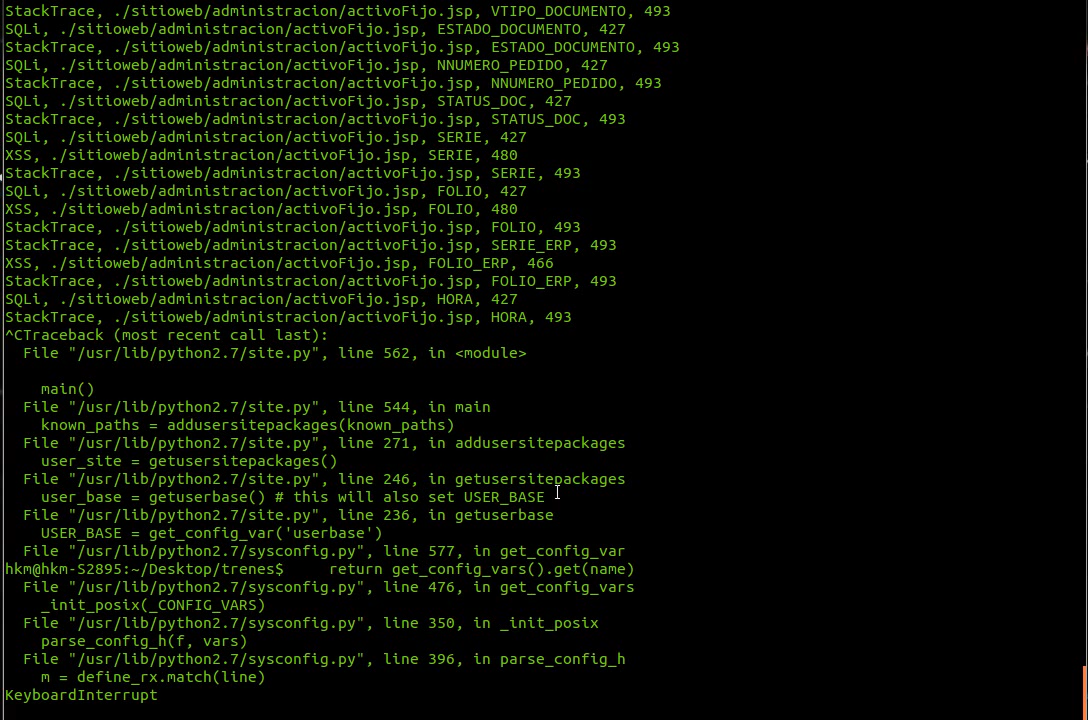 StackTrace, ./sitioweb/administracion/activoFijo.jsp, VTIPO_DOCUMENTO, 493
SQLi, ./sitioweb/administracion/activoFijo.jsp, ESTADO_DOCUMENTO, 427
StackTrace, ./sitioweb/administracion/activoFijo.jsp, ESTADO_DOCUMENTO, 493
SQLi, ./sitioweb/administracion/activoFijo.jsp, NNUMERO_PEDIDO, 427
StackTrace, ./sitioweb/administracion/activoFijo.jsp, NNUMERO_PEDIDO, 493
SQLi, ./sitioweb/administracion/activoFijo.jsp, STATUS_DOC, 427
StackTrace, ./sitioweb/administracion/activoFijo.jsp, STATUS_DOC, 493
SQLi, ./sitioweb/administracion/activoFijo.jsp, SERIE, 427
XSS, ./sitioweb/administracion/activoFijo.jsp, SERIE, 480
StackTrace, ./sitioweb/administracion/activoFijo.jsp, SERIE, 493
SQLi, ./sitioweb/administracion/activoFijo.jsp, FOLIO, 427
XSS, ./sitioweb/administracion/activoFijo.jsp, FOLIO, 480
StackTrace, ./sitioweb/administracion/activoFijo.jsp, FOLIO, 493
StackTrace, ./sitioweb/administracion/activoFijo.jsp, SERIE_ERP, 493
XSS, ./sitioweb/administracion/activoFijo.jsp, FOLIO_ERP, 466
StackTrace, ./sitioweb/administracion/activoFijo.jsp, FOLIO_ERP, 493
SQLi, ./sitioweb/administracion/activoFijo.jsp, HORA, 427
StackTrace, ./sitioweb/administracion/activoFijo.jsp, HORA, 493
^CTraceback (most recent call last):
  File "/usr/lib/python2.7/site.py", line 562, in <module>
    main()
  File "/usr/lib/python2.7/site.py", line 544, in main
    known_paths = addusersitepackages(known_paths)
  File "/usr/lib/python2.7/site.py", line 271, in addusersitepackages
    user_site = getusersitepackages()
  File "/usr/lib/python2.7/site.py", line 246, in getusersitepackages
    user_base = getuserbase() # this will also set USER_BASE
  File "/usr/lib/python2.7/site.py", line 236, in getuserbase
    USER_BASE = get_config_var('userbase')
  File "/usr/lib/python2.7/sysconfig.py", line 577, in get_config_var
hkm@hkm-S2895:~/Desktop/trenes$     return get_config_vars().get(name)
  File "/usr/lib/python2.7/sysconfig.py", line 476, in get_config_vars
    _init_posix(_CONFIG_VARS)
  File "/usr/lib/python2.7/sysconfig.py", line 350, in _init_posix
    parse_config_h(f, vars)
  File "/usr/lib/python2.7/sysconfig.py", line 396, in parse_config_h
    m = define_rx.match(line)
KeyboardInterrupt